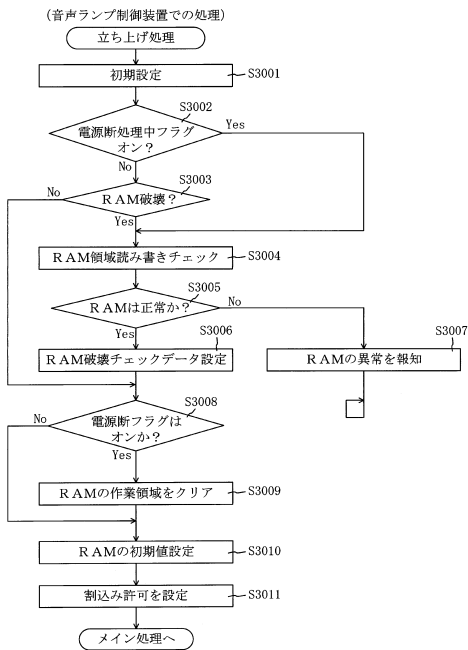 （音声ランプ制御装置での処理）
立ち上げ処理
初期設定
S3001
S3002
電源断処理中フラグ
オン？
Yes
No
S3003
RAM破壊？
No
Yes
RAM領域読み書きチェック
S3004
S3005
RAMは正常か？
No
Yes
S3006
RAM破壊チェックデータ設定
S3007
RAMの異常を報知
S3008
電源断フラグは
オンか？
No
Yes
RAMの作業領域をクリア
S3009
RAMの初期値設定
S3010
割込み許可を設定
S3011
メイン処理へ